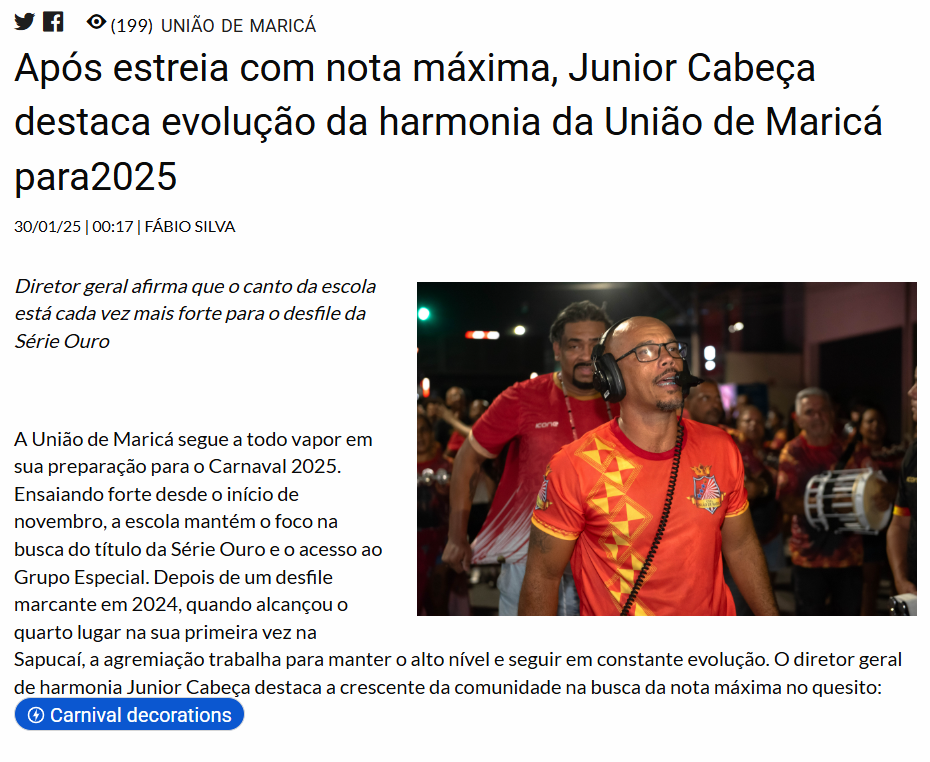 (199) UNIÃO DE MARICÁ
Após estreia com nota máxima, Junior Cabeça
destaca evolução da harmonia da União de Maricá
para2025
30/01/25 | 00:17 | FÁBIO SILVA
Diretor geral afirma que o canto da escola
está cada vez mais forte para o desfile da
Série Ouro
A União de Maricá segue a todo vapor em
sua preparação para o Carnaval 2025.
Ensaiando forte desde o início de
novembro, a escola mantém o foco na
busca do título da Série Ouro e o acesso ao
Grupo Especial. Depois de um desfile
marcante em 2024, quando alcançou o
quarto lugar na sua primeira vez na
Sapucaí, a agremiação trabalha para manter o alto nível e seguir em constante evolução. O diretor geral
de harmonia Junior Cabeça destaca a crescente da comunidade na busca da nota máxima no quesito:
Carnival decorations
icone